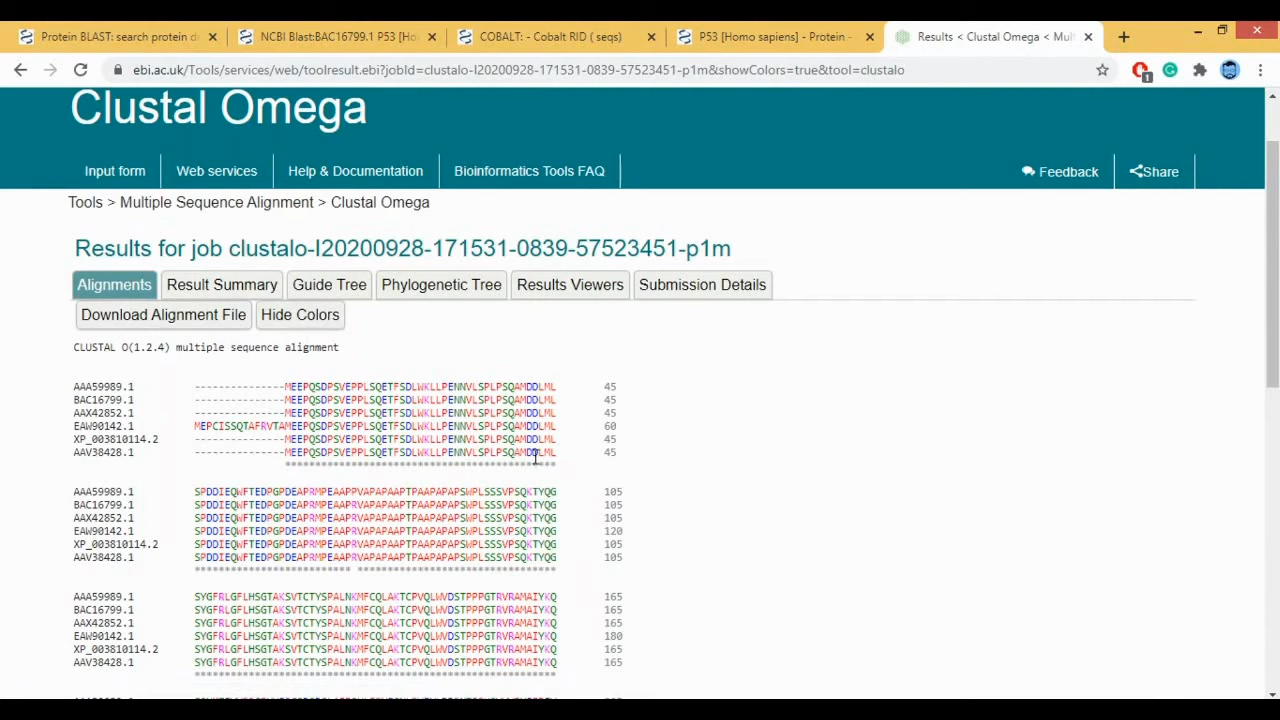 Protein BLAST: search protein d
NCBI Blast:BAC16799.1 P53 [Ho
COBALT: - Cobalt RID ( seqs)
P53 [Homo sapiens] - Protein -
Results < Clustal Omega < Mult
ebi.ac.uk/Tools/services/web/toolresult.ebi?jobId=clustalo-I20200928-171531-0839-57523451-p1m&showColors=true&tool=clustalo
1
Clustal Omega
Input form
Web services
Help & Documentation
Bioinformatics Tools FAQ
Feedback
Share
Tools > Multiple Sequence Alignment > Clustal Omega
Results for job clustalo-I20200928-171531-0839-57523451-p1m
Alignments
Result Summary
Guide Tree
Phylogenetic Tree
Results Viewers
Submission Details
Download Alignment File
Hide Colors
CLUSTAL O(1.2.4) multiple sequence alignment
AAA59989.1 ---------------MEEPQSDPSVEPPLSQETFSDLWKLLPENNVLSPLPSQAMDDLML 45
BAC16799.1 ---------------MEEPQSDPSVEPPLSQETFSDLWKLLPENNVLSPLPSQAMDDLML 45
AAX42852.1 ---------------MEEPQSDPSVEPPLSQETFSDLWKLLPENNVLSPLPSQAMDDLML 45
EAW90142.1 MEPCISSQTAFRVTAMEEPQSDPSVEPPLSQETFSDLWKLLPENNVLSPLPSQAMDDLML 60
XP_003810114.2 ---------------MEEPQSDPSVEPPLSQETFSDLWKLLPENNVLSPLPSQAMDDLML 45
AAV38428.1 ---------------MEEPQSDPSVEPPLSQETFSDLWKLLPENNVLSPLPSQAMDDLML 45
*********************************************
AAA59989.1 SPDDIEQWFTEDPGPDEAPRMPEAAPPVAPAPAAPTPAAPAPAPSWPLSSSVPSQKTYQG 105
BAC16799.1 SPDDIEQWFTEDPGPDEAPRMPEAAPRVAPAPAAPTPAAPAPAPSWPLSSSVPSQKTYQG 105
AAX42852.1 SPDDIEQWFTEDPGPDEAPRMPEAAPRVAPAPAAPTPAAPAPAPSWPLSSSVPSQKTYQG 105
EAW90142.1 SPDDIEQWFTEDPGPDEAPRMPEAAPRVAPAPAAPTPAAPAPAPSWPLSSSVPSQKTYQG 120
XP_003810114.2 SPDDIEQWFTEDPGPDEAPRMPEAAPRVAPAPAAPTPAAPAPAPSWPLSSSVPSQKTYQG 105
AAV38428.1 SPDDIEQWFTEDPGPDEAPRMPEAAPRVAPAPAAPTPAAPAPAPSWPLSSSVPSQKTYQG 105
************************** *********************************
AAA59989.1 SYGFRLGFLHSGTAKSVTCTYSPALNKMFCQLAKTCPVQLWVDSTPPPGTRVRAMAIYKQ 165
BAC16799.1 SYGFRLGFLHSGTAKSVTCTYSPALNKMFCQLAKTCPVQLWVDSTPPPGTRVRAMAIYKQ 165
AAX42852.1 SYGFRLGFLHSGTAKSVTCTYSPALNKMFCQLAKTCPVQLWVDSTPPPGTRVRAMAIYKQ 165
EAW90142.1 SYGFRLGFLHSGTAKSVTCTYSPALNKMFCQLAKTCPVQLWVDSTPPPGTRVRAMAIYKQ 180
XP_003810114.2 SYGFRLGFLHSGTAKSVTCTYSPALNKMFCQLAKTCPVQLWVDSTPPPGTRVRAMAIYKQ 165
AAV38428.1 SYGFRLGFLHSGTAKSVTCTYSPALNKMFCQLAKTCPVQLWVDSTPPPGTRVRAMAIYKQ 165
************************************************************